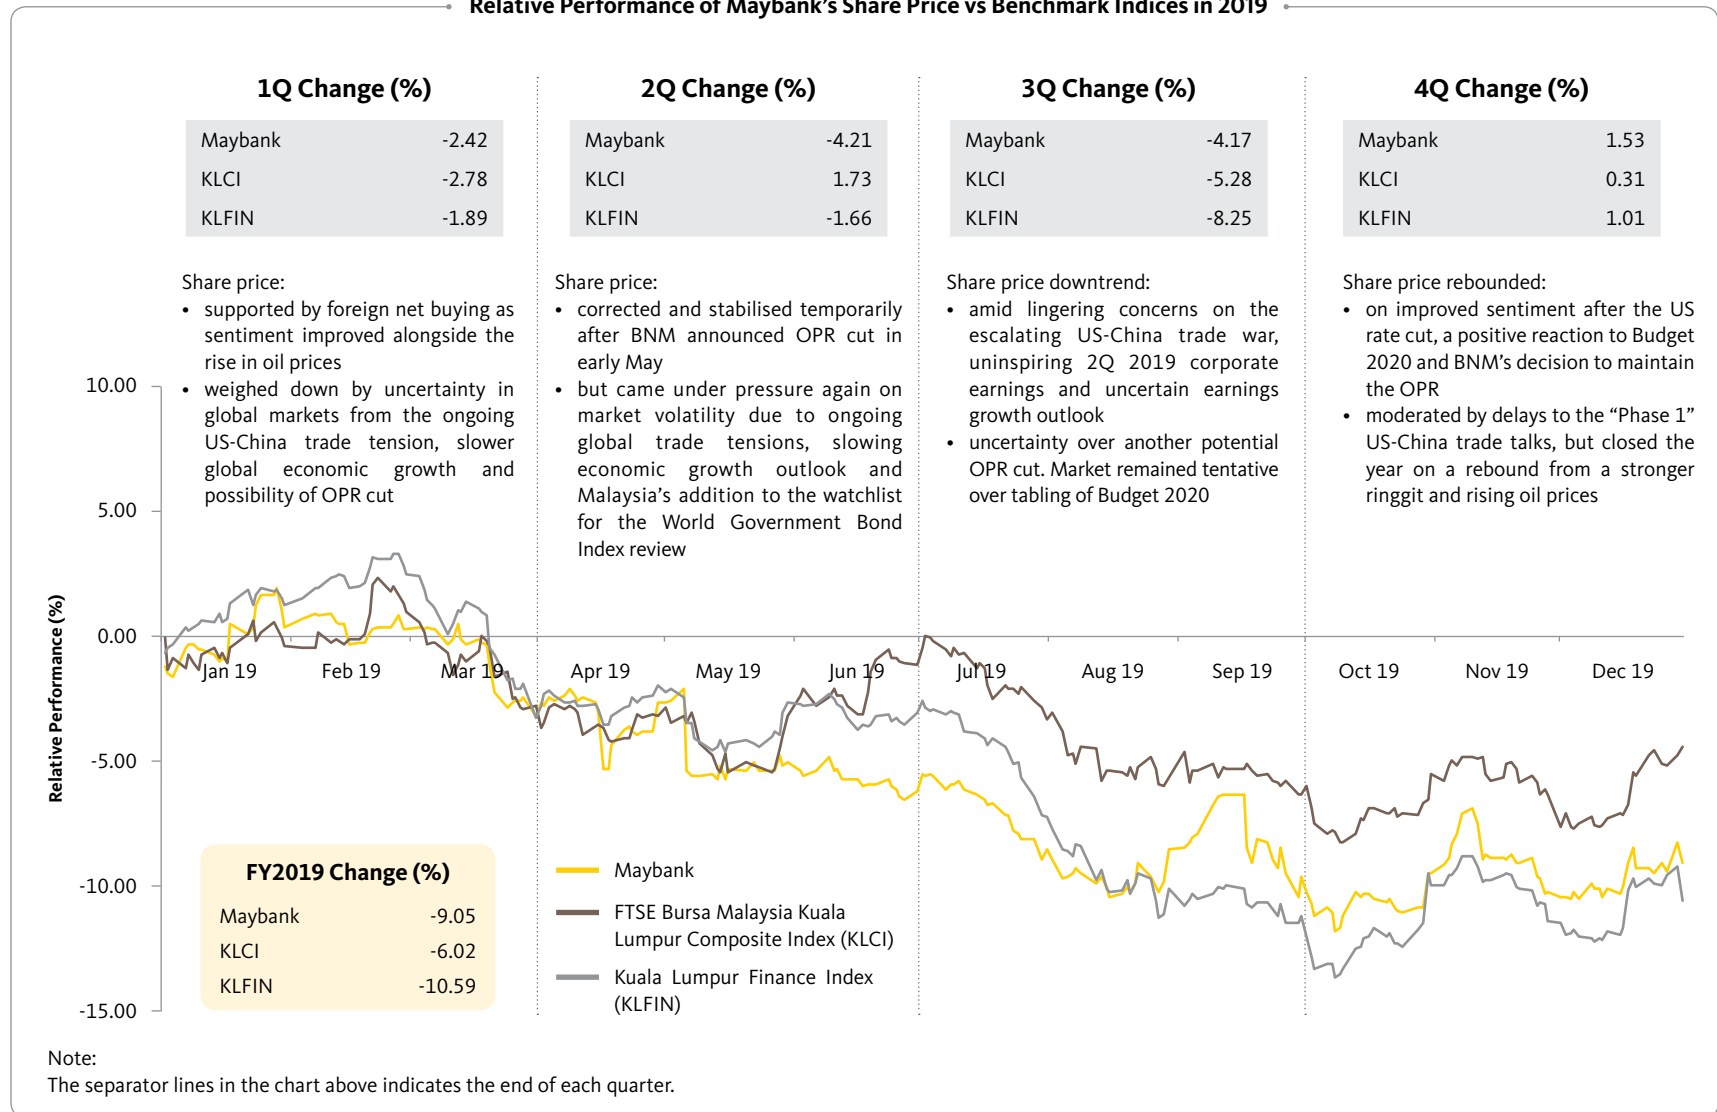 Relative Performance of Maybank's Share Price vs Benchmark Indices in 2019
1Q Change (%)
Maybank -2.42
KLCI -2.78
KLFIN -1.89
Share price:
• supported by foreign net buying as
sentiment improved alongside the
rise in oil prices
• weighed down by uncertainty in
global markets from the ongoing
US-China trade tension, slower
global economic growth and
possibility of OPR cut
2Q Change (%)
Maybank -4.21
KLCI 1.73
KLFIN -1.66
Share price:
• corrected and stabilised temporarily
after BNM announced OPR cut in
early May
• but came under pressure again on
market volatility due to ongoing
global trade tensions, slowing
economic growth outlook and
Malaysia's addition to the watchlist
for the World Government Bond
Index review
3Q Change (%)
Maybank -4.17
KLCI -5.28
KLFIN -8.25
Share price downtrend:
• amid lingering concerns on the
escalating US-China trade war,
uninspiring 2Q 2019 corporate
earnings and uncertain earnings
growth outlook
• uncertainty over another potential
OPR cut. Market remained tentative
over tabling of Budget 2020
4Q Change (%)
Maybank 1.53
KLCI 0.31
KLFIN 1.01
Share price rebounded:
• on improved sentiment after the US
rate cut, a positive reaction to Budget
2020 and BNM's decision to maintain
the OPR
• moderated by delays to the "Phase 1"
US-China trade talks, but closed the
year on a rebound from a stronger
ringgit and rising oil prices
Relative Performance (%)
10.00
5.00
0.00
-5.00
-10.00
-15.00
Jan 19
Feb 19
Mar 19
Apr 19
May 19
Jun 19
Jul 19
Aug 19
Sep 19
Oct 19
Nov 19
Dec 19
FY2019 Change (%)
Maybank -9.05
KLCI -6.02
KLFIN -10.59
Maybank
FTSE Bursa Malaysia Kuala
Lumpur Composite Index (KLCI)
Kuala Lumpur Finance Index
(KLFIN)
Note:
The separator lines in the chart above indicates the end of each quarter.